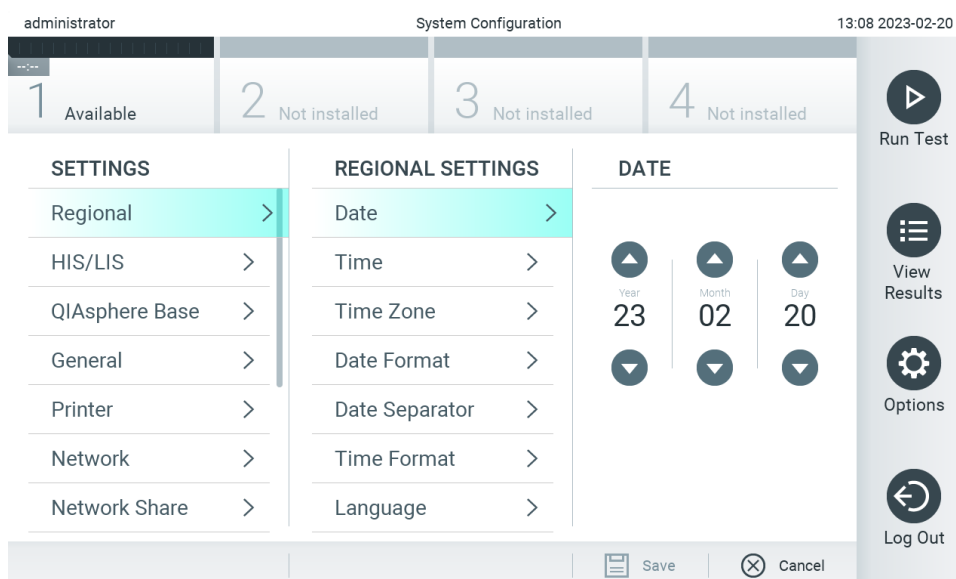 administrator System Configuration 13:08 2023-02-20
--:--
1 Available 2 Not installed 3 Not installed 4 Not installed
Run Test
SETTINGS REGIONAL SETTINGS DATE
Regional Date
HIS/LIS Time
View
Results
QIAsphere Base Time Zone
Year Month Day
23 02 20
General Date Format
Printer Date Separator
Options
Network Time Format
Network Share Language
Log Out
Save Cancel